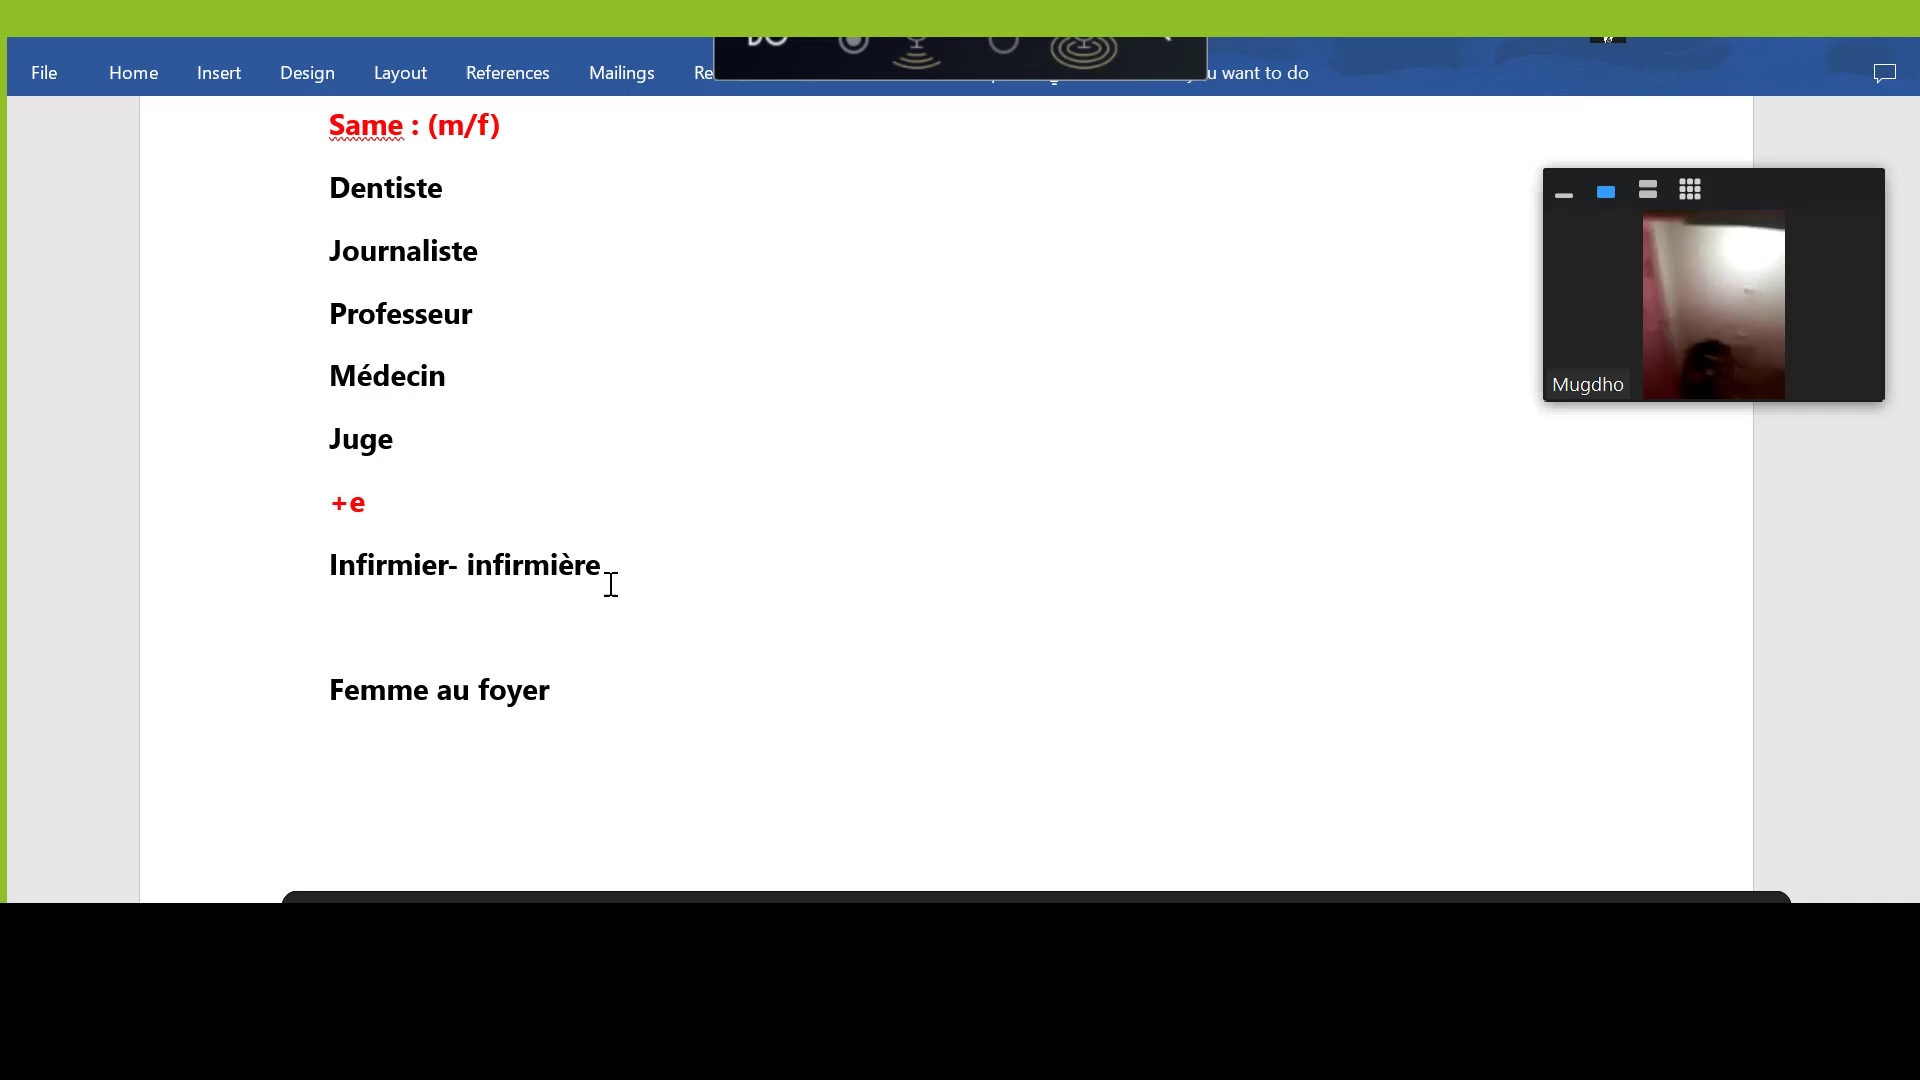 File Home Insert Design Layout References Mailings Re u want to do
Same : (m/f)
Dentiste
Journaliste
Professeur
Médecin
Juge
+e
Infirmier- infirmière
Femme au foyer
Mugdho